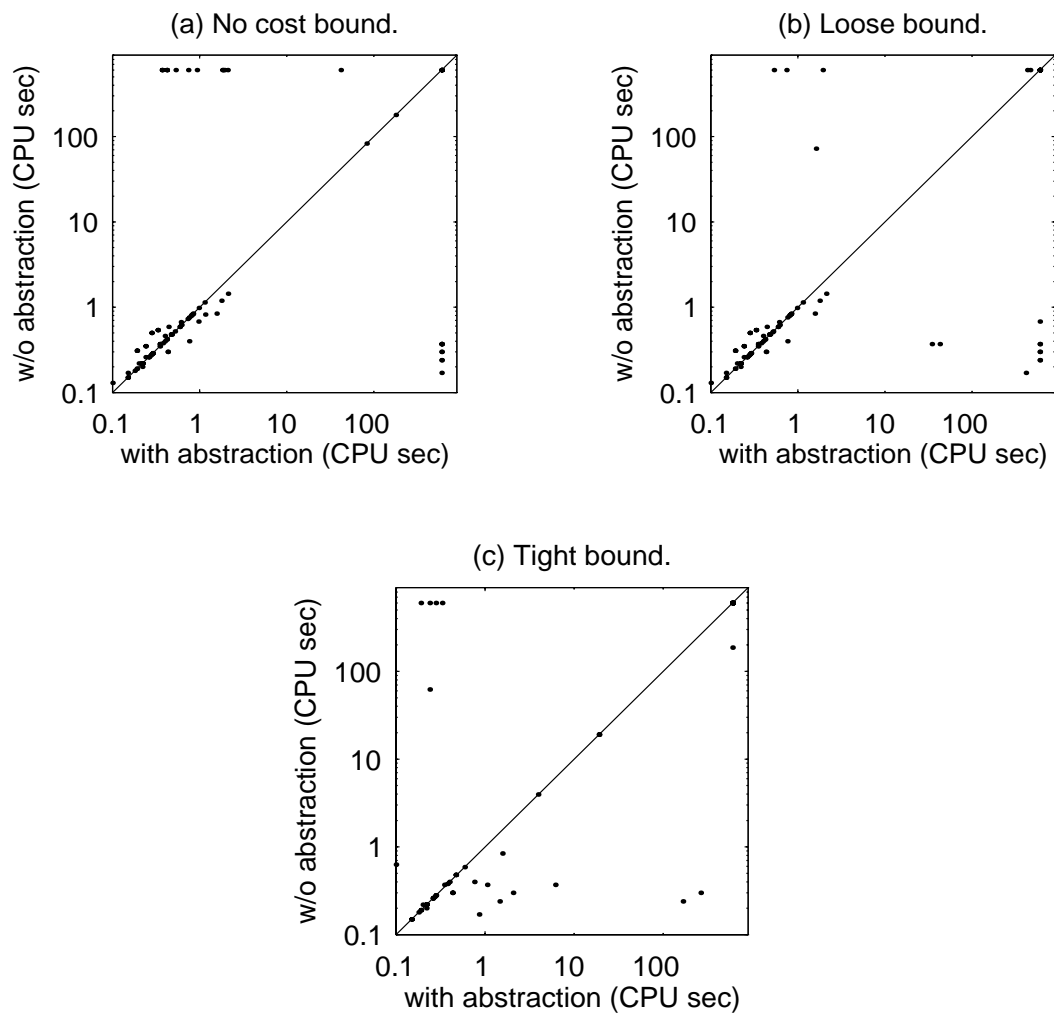 (a) No cost bound.
w/o abstraction (CPU sec)
100
10
1
0.1
0.1 1 10 100
with abstraction (CPU sec)
(b) Loose bound.
w/o abstraction (CPU sec)
100
10
1
0.1
0.1 1 10 100
with abstraction (CPU sec)
(c) Tight bound.
w/o abstraction (CPU sec)
100
10
1
0.1
0.1 1 10 100
with abstraction (CPU sec)